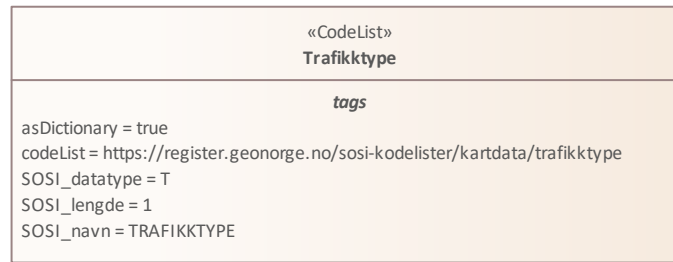 «CodeList»
Trafikktype
tags
asDictionary = true
codeList = https://register.geonorge.no/sosi-kodelister/kartdata/trafikktype
SOSI_datatype = T
SOSI_lengde = 1
SOSI_navn = TRAFIKKTYPE